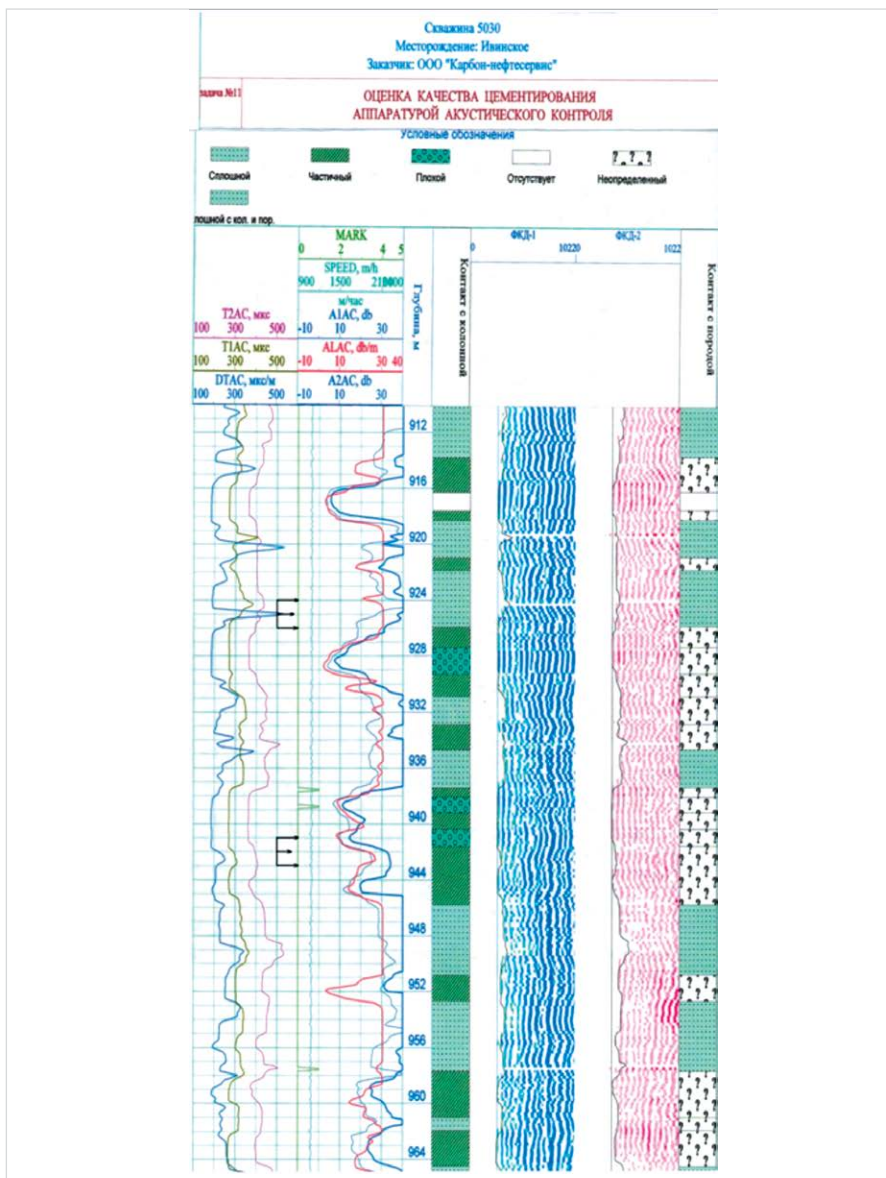 Скважина 5030
Месторождение: Ивинское
Заказчик: ООО "Карбон-нефтесервис"
задача №11
ОЦЕНКА КАЧЕСТВА ЦЕМЕНТИРОВАНИЯ
АППАРАТУРОЙ АКУСТИЧЕСКОГО КОНТРОЛЯ
Условные обозначения
Сплошной
Частичный
Плохой
Отсутствует
Неопределенный
лошной с кол. и пор.
MARK
0 2 4 5
SPEED, m/h
900 1500
м/час
T2AC, мкс
100 300 500
A1AC, db
-10 10 30
T1AC, мкс
100 300 500
ALAC, db/m
-10 10 30 40
DTAC, мкс/м
100 300 500
A2AC, db
-10 10 30
Глубина, м
Контакт с колонной
ФКД-1
0 10220
ФКД-2
1022
Контакт с породой
912
916
920
924
928
932
936
940
944
948
952
956
960
964